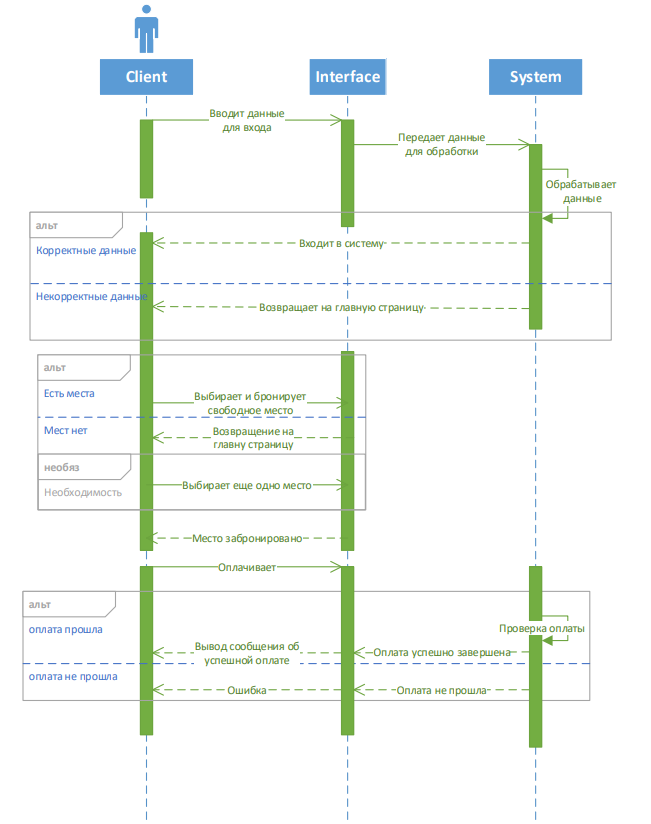 Client
Interface
System
Вводит данные
для входа
Передает данные
для обработки
Обрабатывает
данные
альт
Корректные данные
Входит в систему
Некорректные данные
Возвращает на главную страницу
альт
Есть места
Выбирает и бронирует
свободное место
Мест нет
Возвращение на
главну страницу
необяз
Необходимость
Выбирает еще одно место
Место забронировано
Оплачивает
альт
оплата прошла
Проверка оплаты
Вывод сообщения об
успешной оплате
Оплата успешно завершена
оплата не прошла
Ошибка
Оплата не прошла